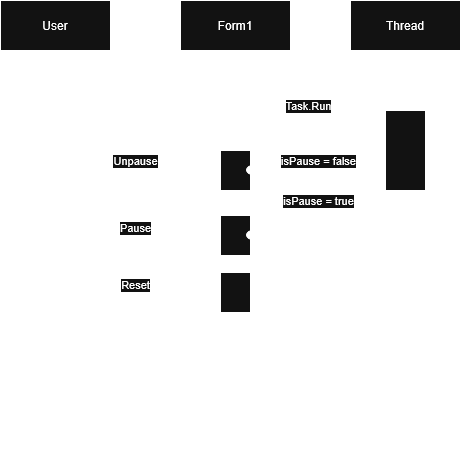 User
Form1
Thread
Task.Run
Unpause
isPause = false
isPause = true
Pause
Reset